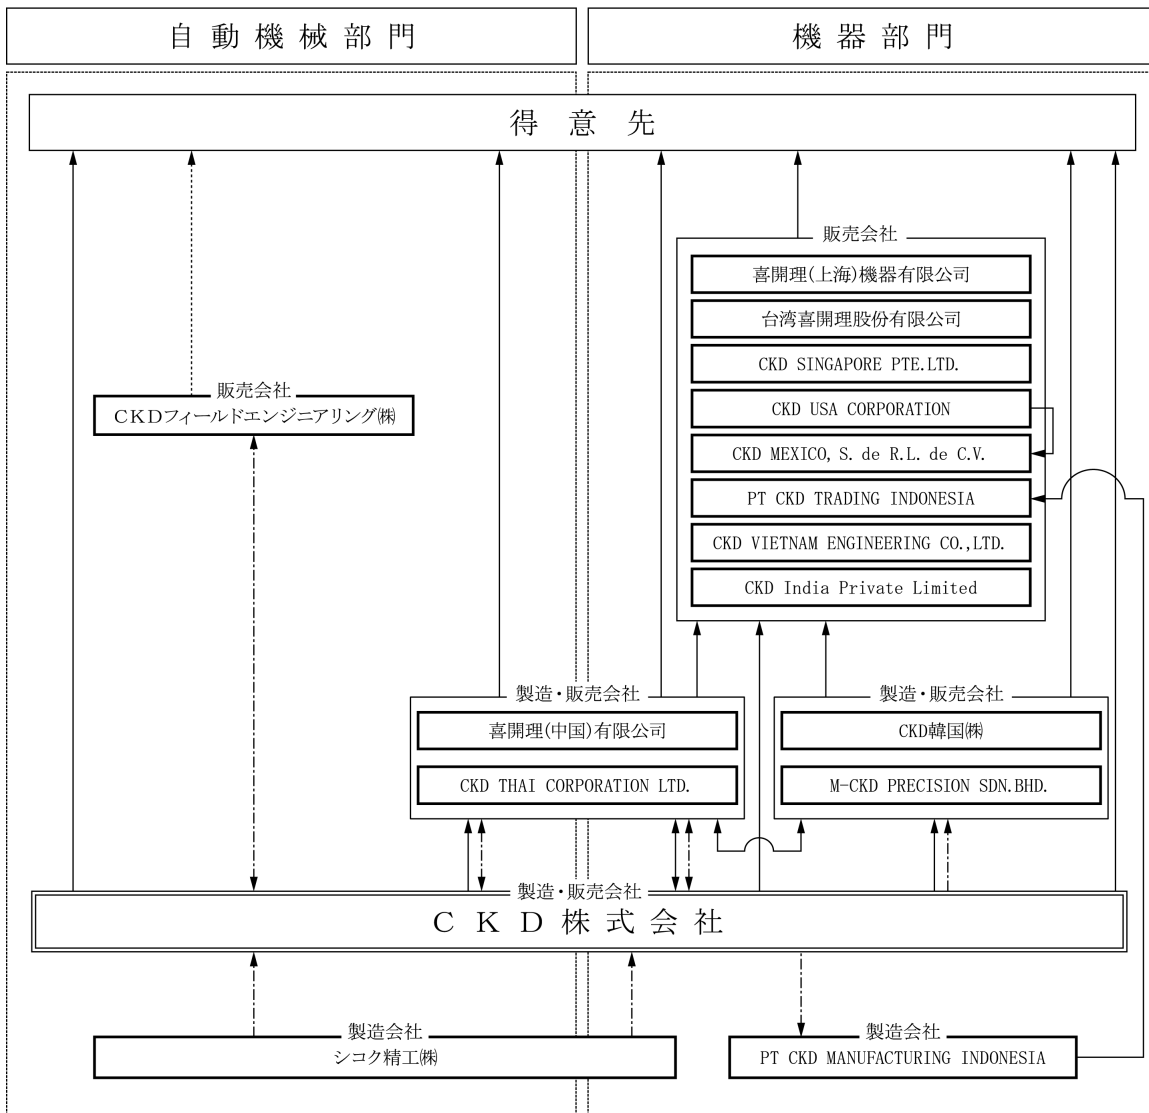 自動機械部門
機器部門
得意先
販売会社
喜開理(上海)機器有限公司
台湾喜開理股份有限公司
CKD SINGAPORE PTE.LTD.
CKD USA CORPORATION
CKD MEXICO, S. de R.L. de C.V.
PT CKD TRADING INDONESIA
CKD VIETNAM ENGINEERING CO.,LTD.
CKD India Private Limited
販売会社
CKDフィールドエンジニアリング㈱
製造・販売会社
喜開理(中国)有限公司
CKD THAI CORPORATION LTD.
製造・販売会社
CKD韓国㈱
M-CKD PRECISION SDN.BHD.
製造・販売会社
CKD株式会社
製造会社
シコク精工㈱
製造会社
PT CKD MANUFACTURING INDONESIA